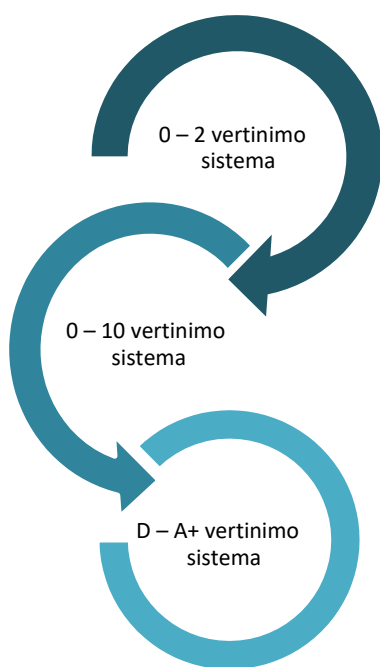 0 – 2 vertinimo
sistema
0 – 10 vertinimo
sistema
D – A+ vertinimo
sistema